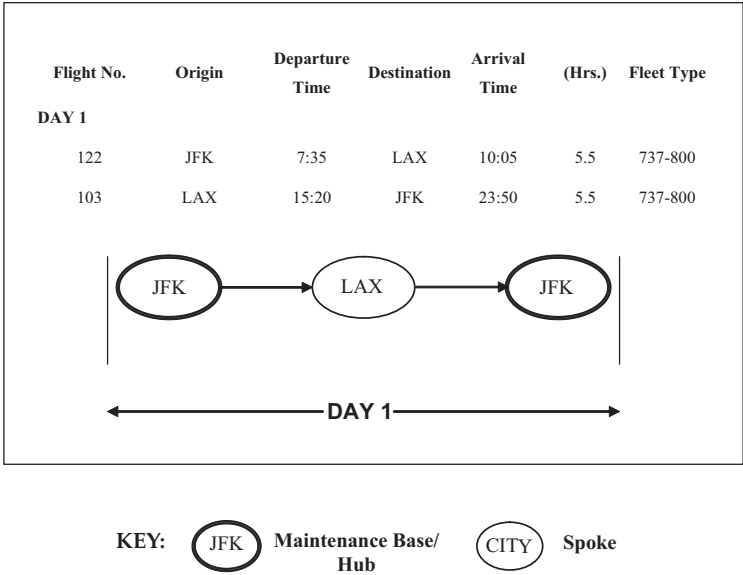 Flight No. Origin Departure Time Destination Arrival Time (Hrs.) Fleet Type
DAY 1
122 JFK 7:35 LAX 10:05 5.5 737-800
103 LAX 15:20 JFK 23:50 5.5 737-800
JFK LAX JFK
DAY 1
KEY: JFK Maintenance Base/ Hub CITY Spoke